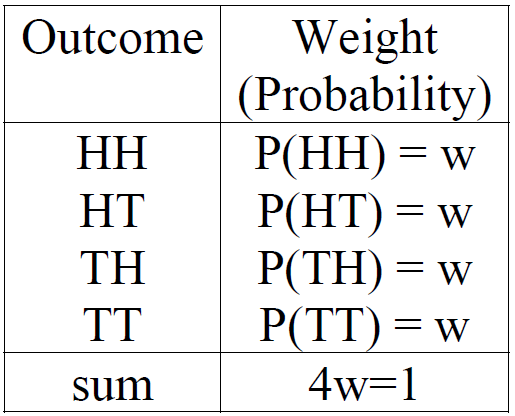 Outcome Weight
(Probability)
HH P(HH) = w
HT P(HT) = w
TH P(TH) = w
TT P(TT) = w
sum 4w=1